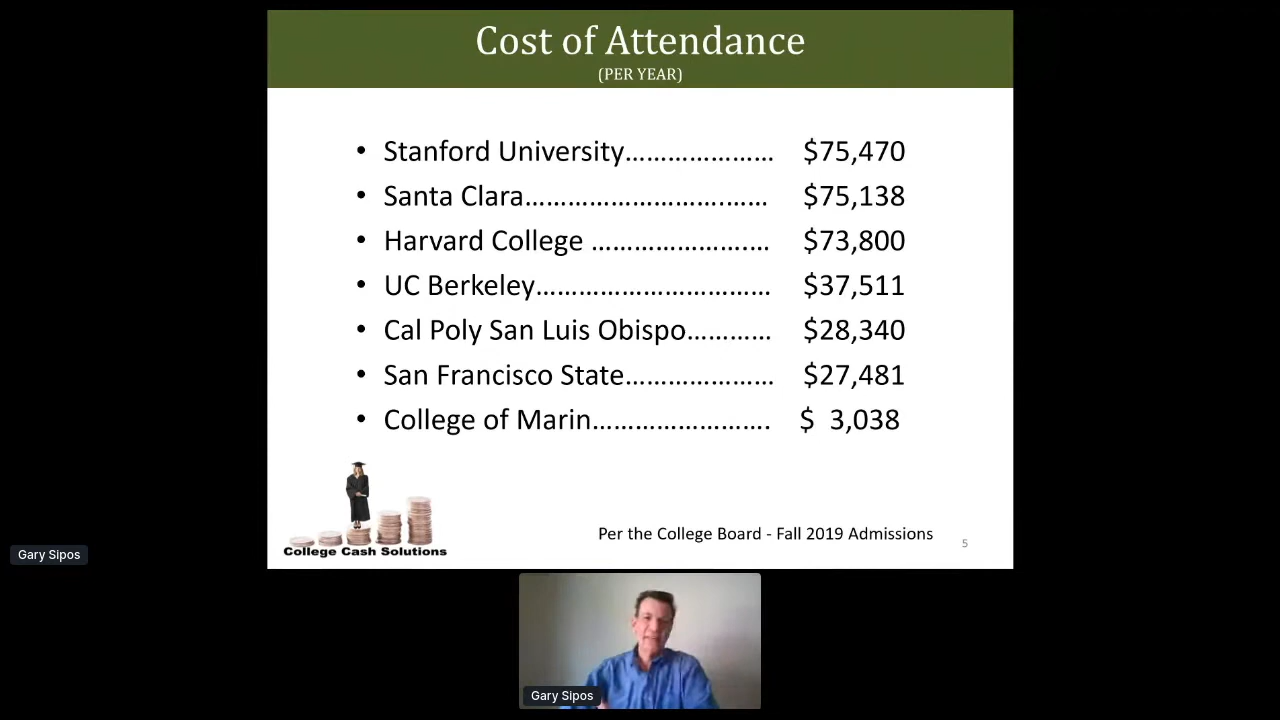 Cost of Attendance
(PER YEAR)
• Stanford University………………… $75,470
• Santa Clara……………………….…… $75,138
• Harvard College ………………….… $73,800
• UC Berkeley…………………………… $37,511
• Cal Poly San Luis Obispo………… $28,340
• San Francisco State………………… $27,481
• College of Marin……………………. $ 3,038
College Cash Solutions
Per the College Board - Fall 2019 Admissions
5
Gary Sipos
Gary Sipos